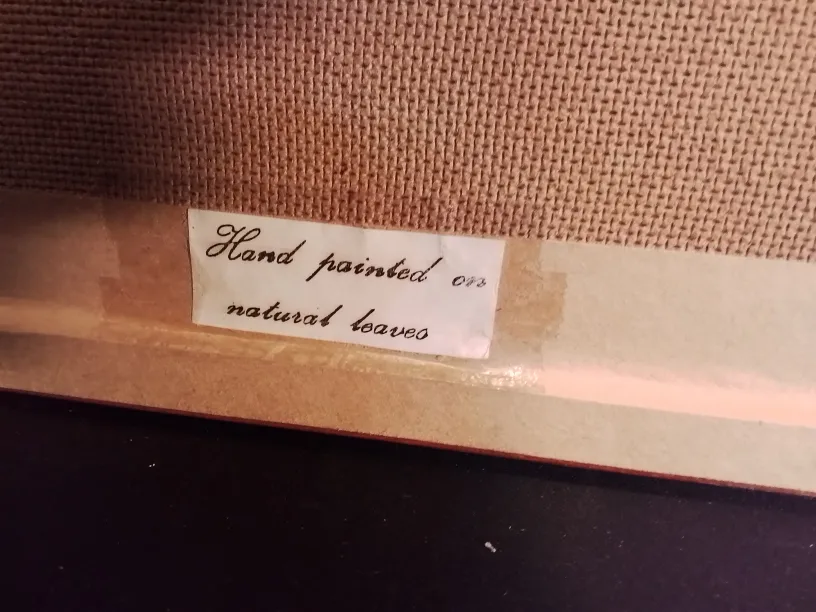 Hand painted on
natural leaves